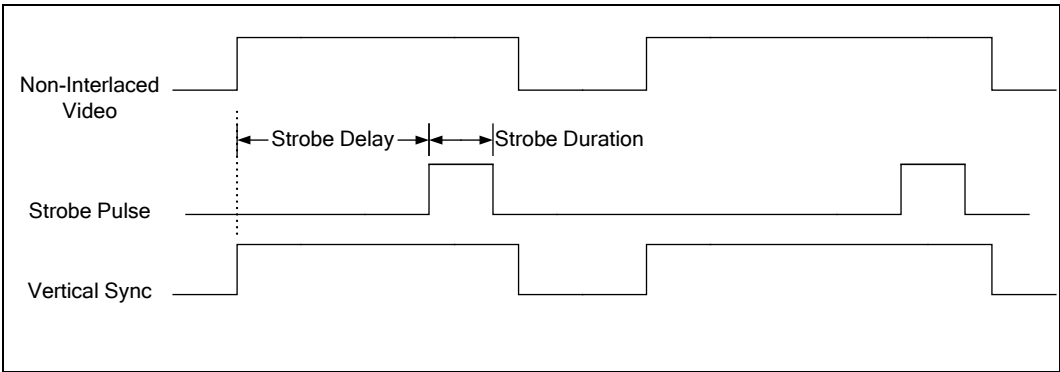 Non-Interlaced
Video
Strobe Delay
Strobe Duration
Strobe Pulse
Vertical Sync